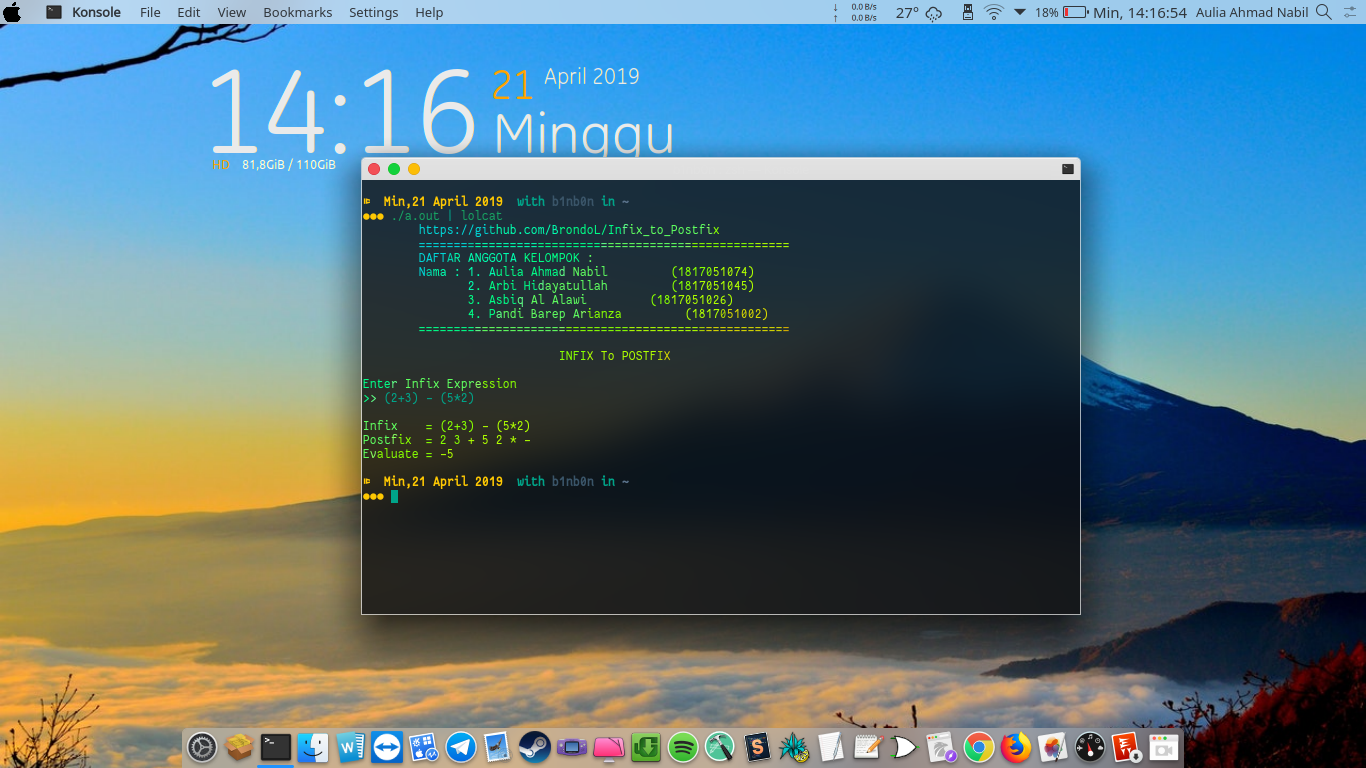 Konsole File Edit View Bookmarks Settings Help
0.0 B/s
0.0 B/s
27° 18% Min, 14:16:54 Aulia Ahmad Nabil
14:16 21 April 2019
Minggu
HD 81,8GiB / 110GiB
Min,21 April 2019 with b1nb0n in ~
./a.out | lolcat
https://github.com/BrondoL/Infix_to_Postfix
=====================================================
DAFTAR ANGGOTA KELOMPOK :
Nama : 1. Aulia Ahmad Nabil (1817051074)
2. Arbi Hidayatullah (1817051045)
3. Asbiq Al Alawi (1817051026)
4. Pandi Barep Arianza (1817051002)
=====================================================
INFIX To POSTFIX
Enter Infix Expression
>> (2+3) - (5*2)
Infix = (2+3) - (5*2)
Postfix = 2 3 + 5 2 * -
Evaluate = -5
Min,21 April 2019 with b1nb0n in ~